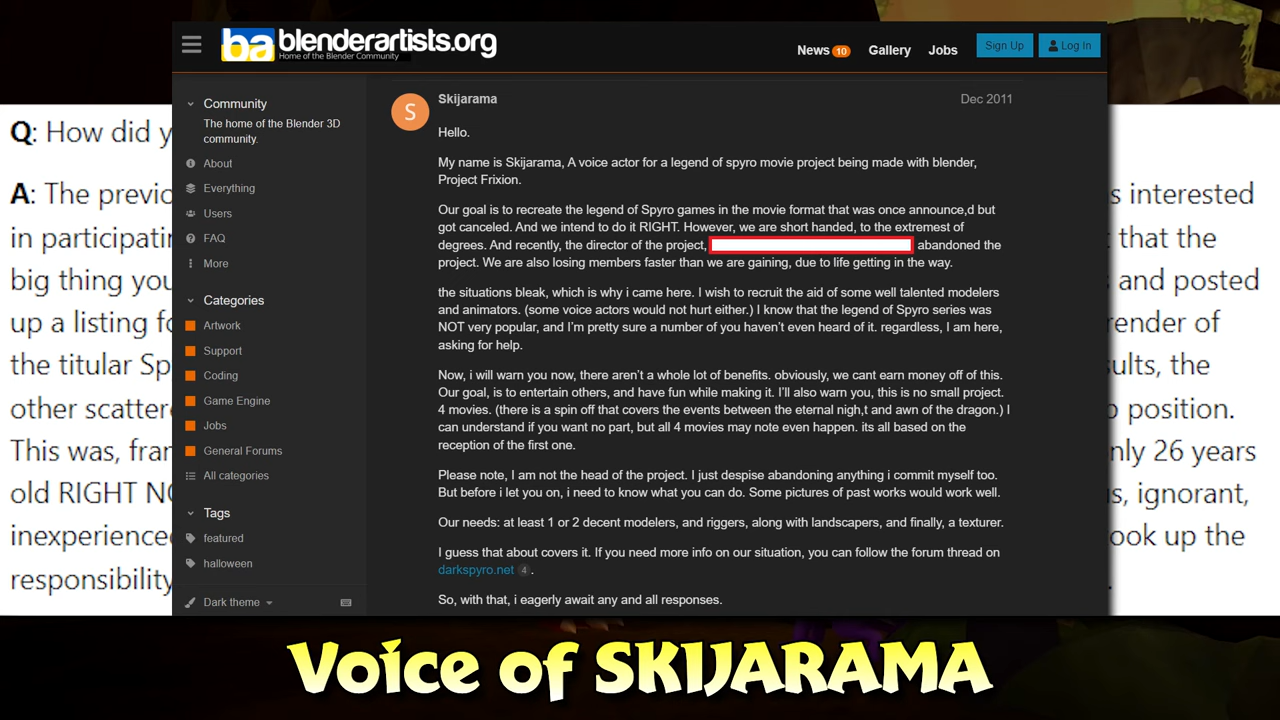 blenderartists.org
Home of the Blender Community
News 10 Gallery Jobs Sign Up Log In
Community
The home of the Blender 3D
community.
About
Everything
Users
FAQ
More
Categories
Artwork
Support
Coding
Game Engine
Jobs
General Forums
All categories
Tags
featured
halloween
Dark theme
S
Skijarama Dec 2011
Hello.
My name is Skijarama, A voice actor for a legend of spyro movie project being made with blender,
Project Frixion.
Our goal is to recreate the legend of Spyro games in the movie format that was once announce,d but
got canceled. And we intend to do it RIGHT. However, we are short handed, to the extremest of
degrees. And recently, the director of the project, abandoned the
project. We are also losing members faster than we are gaining, due to life getting in the way.
the situations bleak, which is why i came here. I wish to recruit the aid of some well talented modelers
and animators. (some voice actors would not hurt either.) I know that the legend of Spyro series was
NOT very popular, and I'm pretty sure a number of you haven't even heard of it. regardless, I am here,
asking for help.
Now, i will warn you now, there aren't a whole lot of benefits. obviously, we cant earn money off of this.
Our goal, is to entertain others, and have fun while making it. I'll also warn you, this is no small project.
4 movies. (there is a spin off that covers the events between the eternal nigh,t and awn of the dragon.) I
can understand if you want no part, but all 4 movies may note even happen. its all based on the
reception of the first one.
Please note, I am not the head of the project. I just despise abandoning anything i commit myself too.
But before i let you on, i need to know what you can do. Some pictures of past works would work well.
Our needs: at least 1 or 2 decent modelers, and riggers, along with landscapers, and finally, a texturer.
I guess that about covers it. If you need more info on our situation, you can follow the forum thread on
darkspyro.net 4 .
So, with that, i eagerly await any and all responses.
Q: How did y
A: The previo s interested
in participatin that the
big thing you and posted
up a listing fo render of
the titular Sp sults, the
other scatter position.
This was, fran nly 26 years
old RIGHT N s, ignorant,
inexperience ook up the
responsibility
Voice of SKIJARAMA